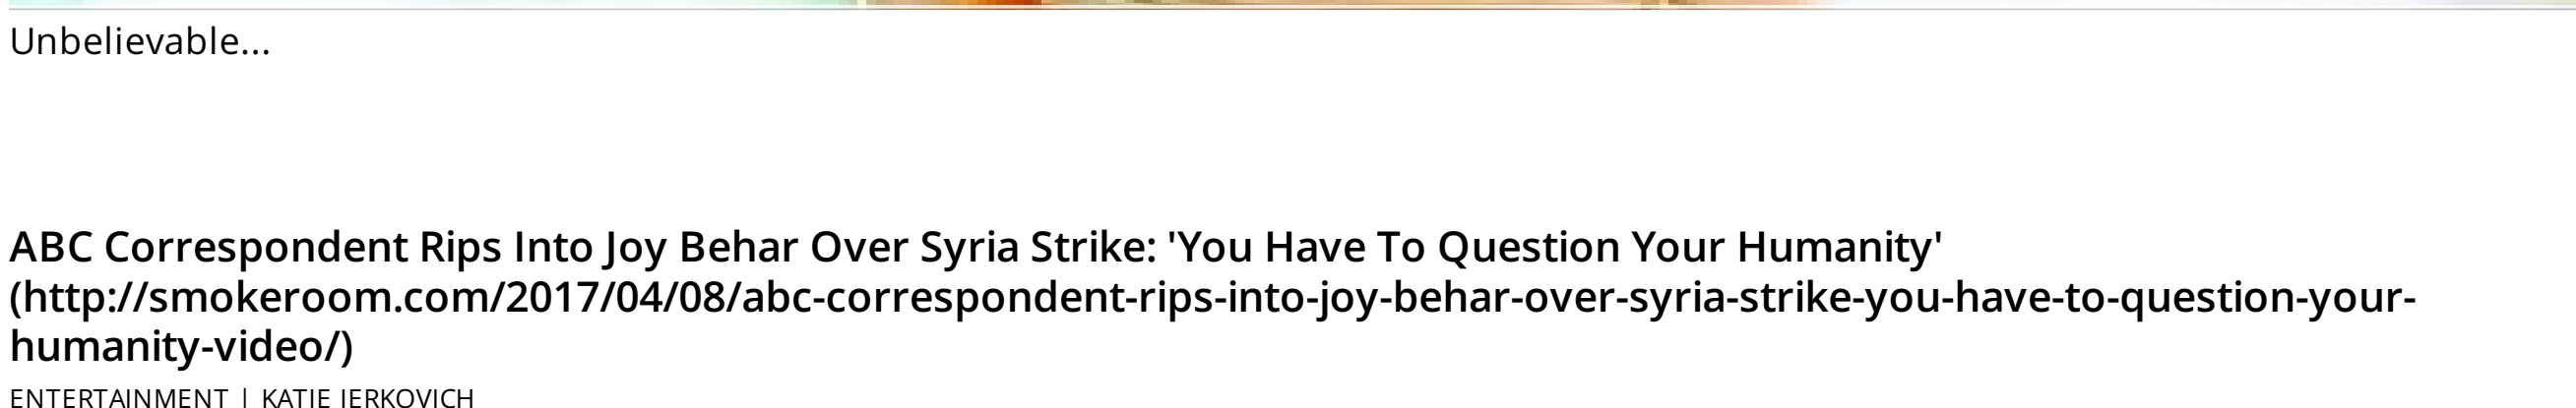 Unbelievable...
ABC Correspondent Rips Into Joy Behar Over Syria Strike: 'You Have To Question Your Humanity'
(http://smokeroom.com/2017/04/08/abc-correspondent-rips-into-joy-behar-over-syria-strike-you-have-to-question-your-
humanity-video/)
ENTERTAINMENT | KATIE JERKOVICH